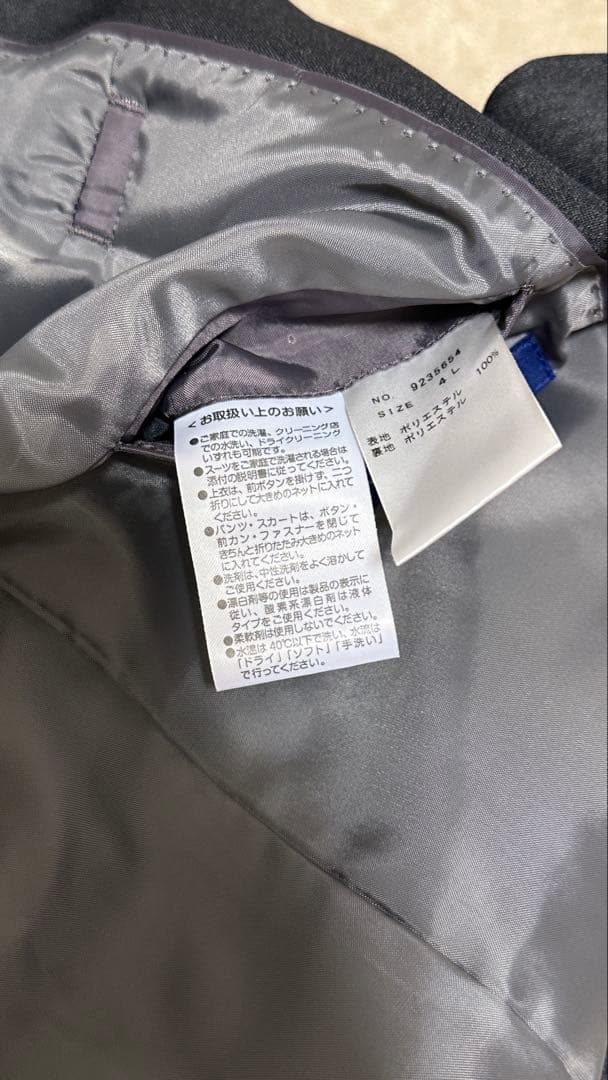 ＜お取扱い上のお願い＞
●ご家庭での洗濯、クリーニング店
での水洗い、ドライクリーニング
いずれも可能です。
●スーツをご家庭で洗濯される場合は
添付の説明書に従ってください。
●上衣は、前ボタンを掛けず、二つ
折りにして大きめのネットに入れて
ください。
●パンツ・スカートは、ボタン・
前カン・ファスナーを閉じて
きちんと折りたたみ大きめのネット
に入れてください。
●洗剤は、中性洗剤をよく溶かして
ご使用ください。
●漂白剤等の使用は製品の表示に
従い、酸素系漂白剤は液体
タイプをご使用ください。
●柔軟剤は使用しないでください。
●水温は40℃以下で洗い、水流は
「ドライ」「ソフト」「手洗い」
で行ってください。
NO. 9235654
SIZE 4 L
表地 ポリエステル 100%
裏地 ポリエステル